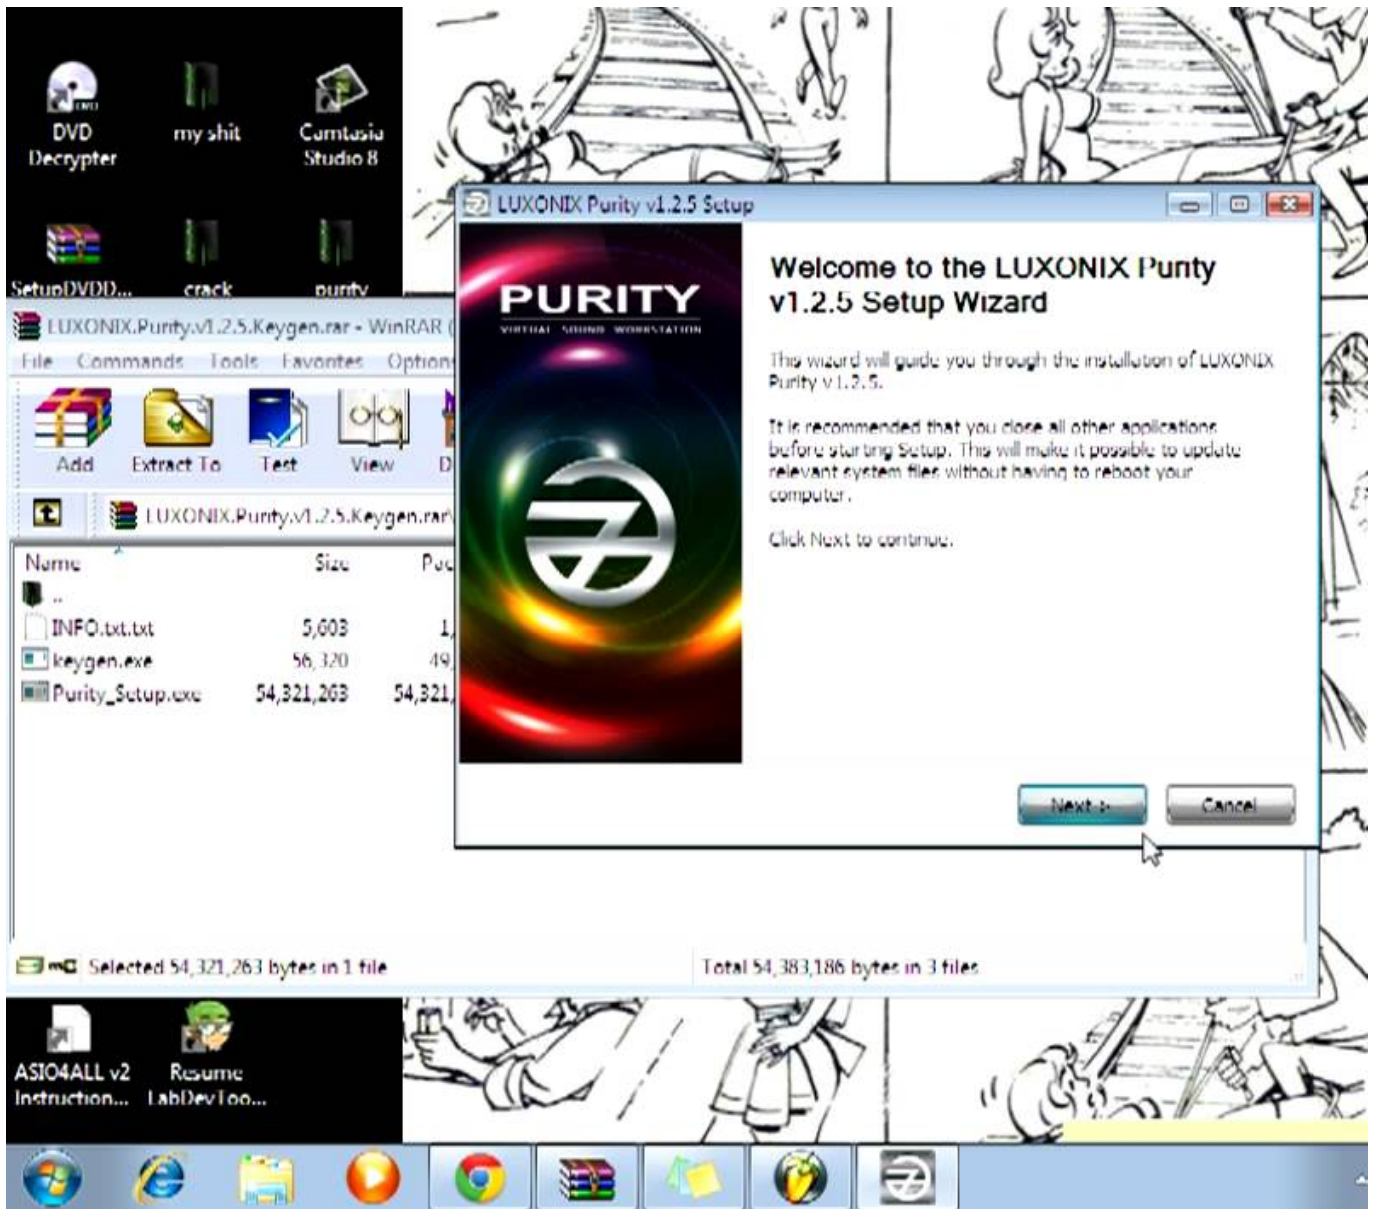 DVD
Decrypter
my shit
Camtasia
Studio 8
SetupDVDD...
crack
purity
LUXONIX.Purity.v1.2.5.Keygen.rar - WinRAR (
File Commands Tools Favorites Option
Add Extract To Test View D
LUXONIX.Purity.v1.2.5.Keygen.rar\
Name Size Pac
..
INFO.txt.txt 5,603 1,
keygen.exe 56,320 49,
Purity_Setup.exe 54,321,263 54,321,
Selected 54,321,263 bytes in 1 file
Total 54,383,186 bytes in 3 files
LUXONIX Purity v1.2.5 Setup
PURITY
VIRTUAL SOUND WORKSTATION
Welcome to the LUXONIX Purity
v1.2.5 Setup Wizard
This wizard will guide you through the installation of LUXONIX
Purity v1.2.5.
It is recommended that you close all other applications
before starting Setup. This will make it possible to update
relevant system files without having to reboot your
computer.
Click Next to continue.
Next >
Cancel
ASIO4ALL v2
Instruction...
Resume
LabDevToo...